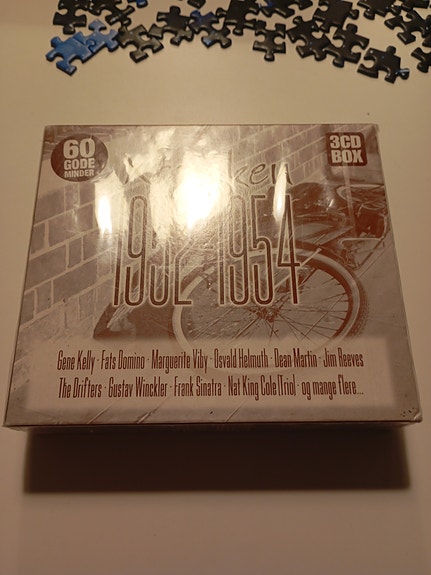 60
GODE
MINDER
3CD
BOX
1952-1954
Gene Kelly · Fats Domino · Marguerite Viby · Osvald Helmuth · Dean Martin · Jim Reeves
The Drifters · Gustav Winckler · Frank Sinatra · Nat King Cole (Trio) · og mange flere...